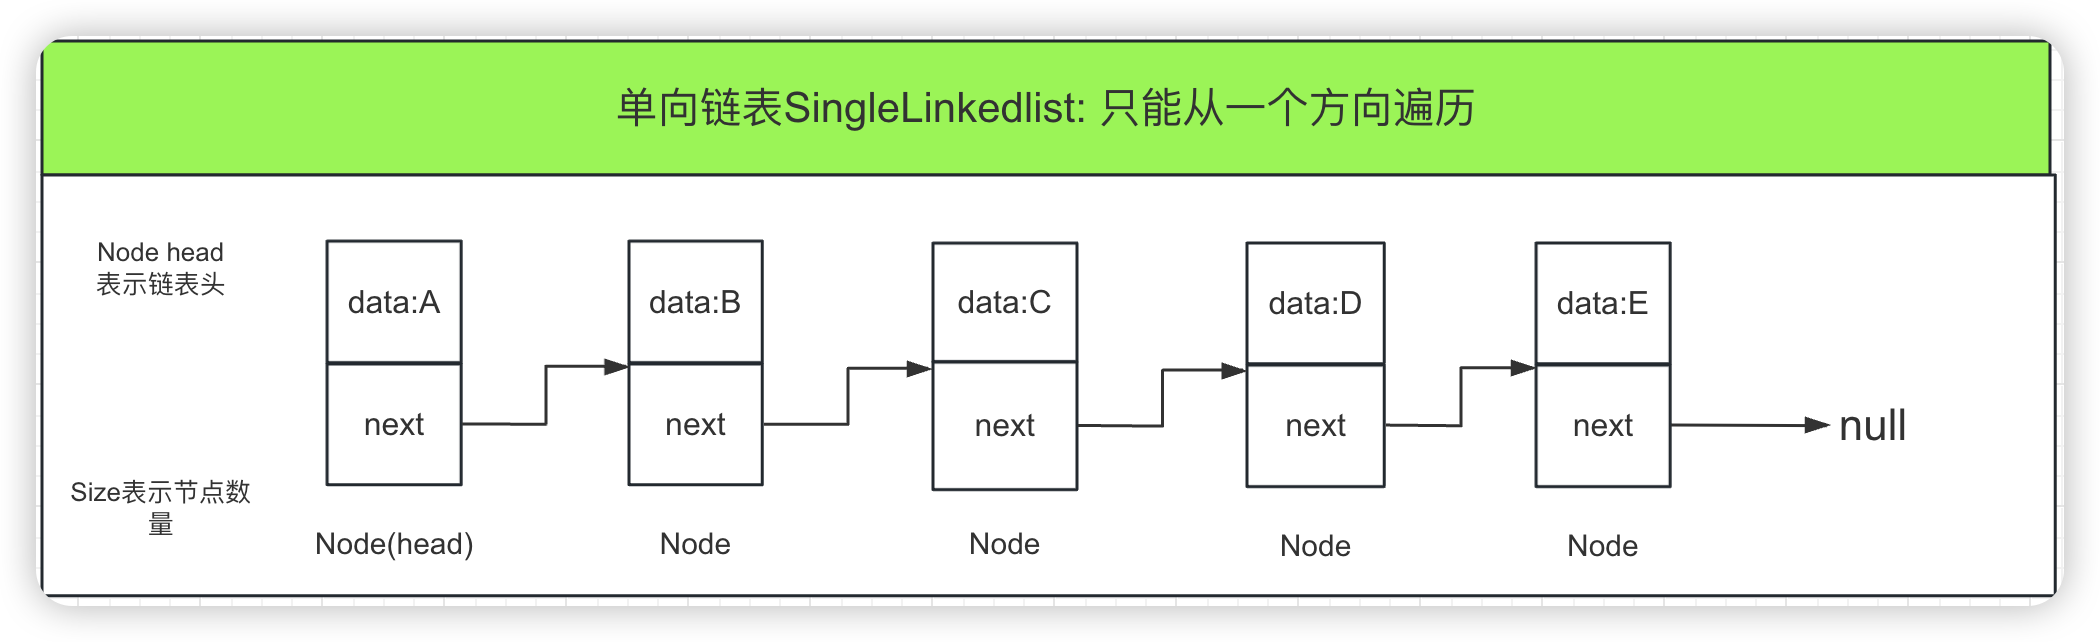 单向链表SingleLinkedlist: 只能从一个方向遍历
Node head
表示链表头
data:A
data:B
data:C
data:D
data:E
next
next
next
next
next
null
Size表示节点数
量
Node(head)
Node
Node
Node
Node